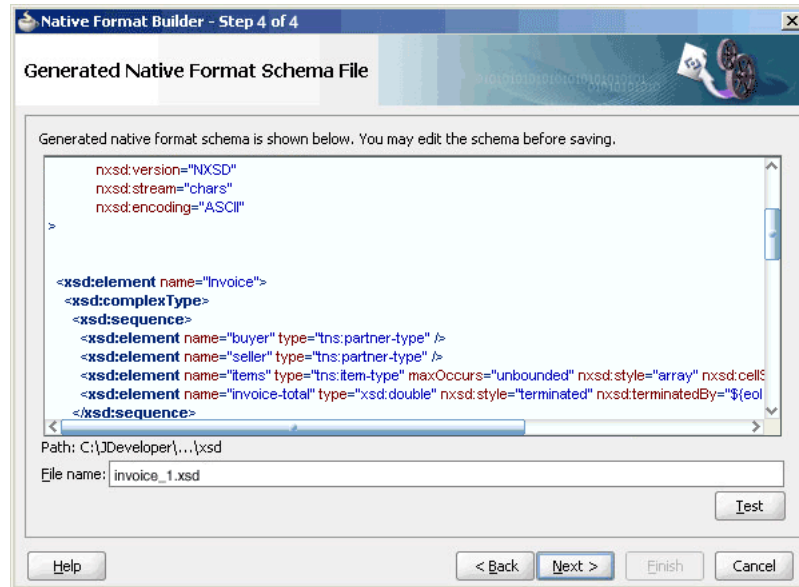 Native Format Builder - Step 4 of 4
Generated Native Format Schema File
Generated native format schema is shown below. You may edit the schema before saving.
nxsd:version="NXSD"
nxsd:stream="chars"
nxsd:encoding="ASCII"
>
<xsd:element name="Invoice">
<xsd:complexType>
<xsd:sequence>
<xsd:element name="buyer" type="tns:partner-type" />
<xsd:element name="seller" type="tns:partner-type" />
<xsd:element name="items" type="tns:item-type" maxOccurs="unbounded" nxsd:style="array" nxsd:cellS
<xsd:element name="invoice-total" type="xsd:double" nxsd:style="terminated" nxsd:terminatedBy="${eol
</xsd:sequence>
Path: C:\JDeveloper\...\xsd
File name: invoice_1.xsd
Test
Help
< Back
Next >
Finish
Cancel